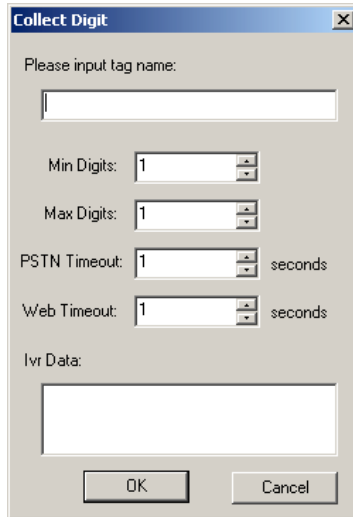 Collect Digit
Please input tag name:
Min Digits: 1
Max Digits: 1
PSTN Timeout: 1 seconds
Web Timeout: 1 seconds
Ivr Data:
OK Cancel